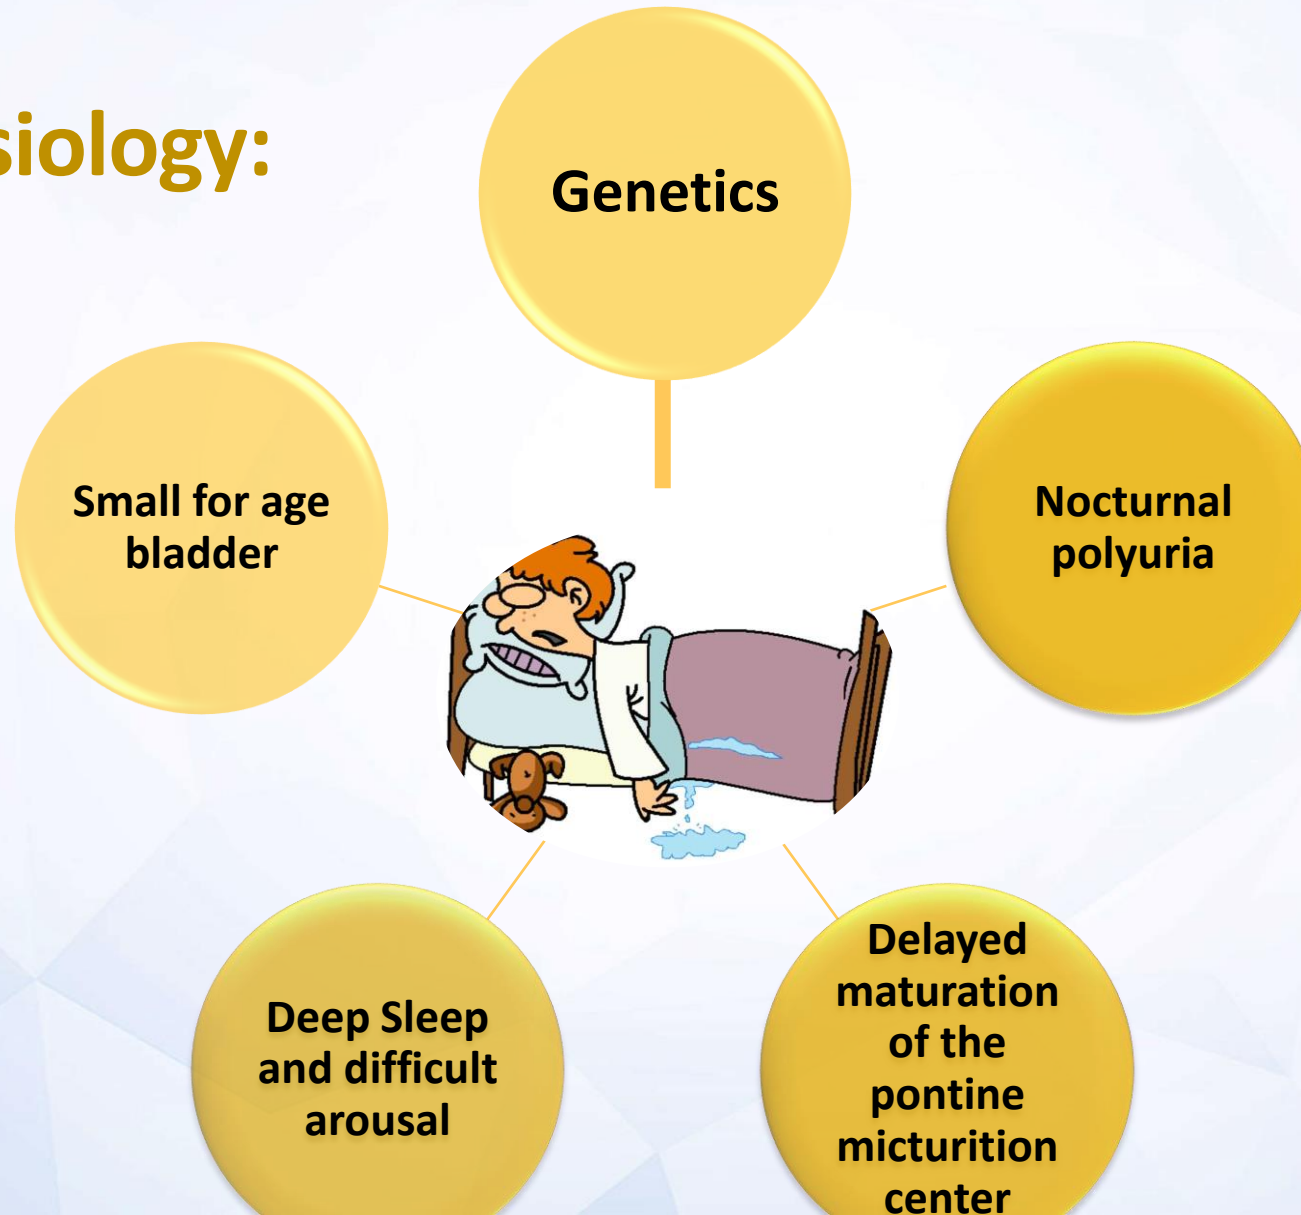 siology:
Genetics
Small for age
bladder
Nocturnal
polyuria
Deep Sleep
and difficult
arousal
Delayed
maturation
of the
pontine
micturition
center